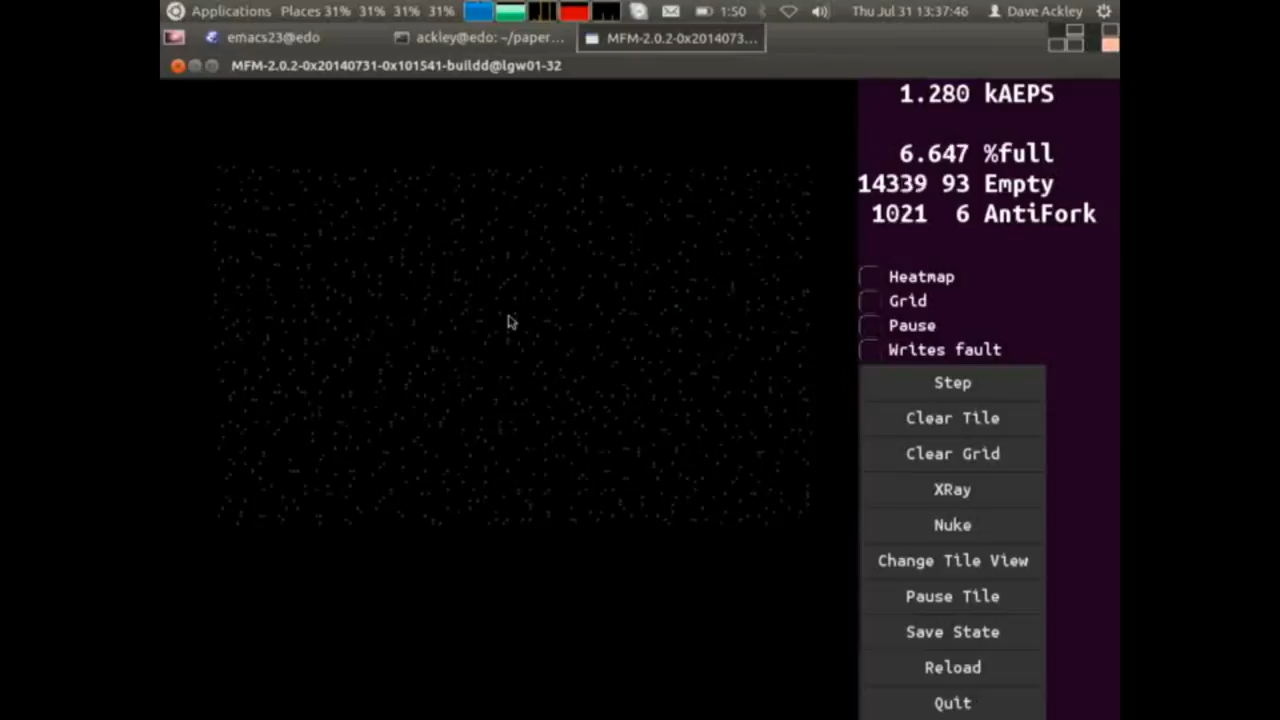 Applications Places 31% 31% 31% 31% 1:50 Thu Jul 31 13:37:46 Dave Ackley
emacs23@edo ackley@edo: ~/paper... MFM-2.0.2-0x2014073...
MFM-2.0.2-0x20140731-0x101541-buildd@lgw01-32
1.280 kAEPS
6.647 %full
14339 93 Empty
1021 6 AntiFork
Heatmap
Grid
Pause
Writes fault
Step
Clear Tile
Clear Grid
XRay
Nuke
Change Tile View
Pause Tile
Save State
Reload
Quit